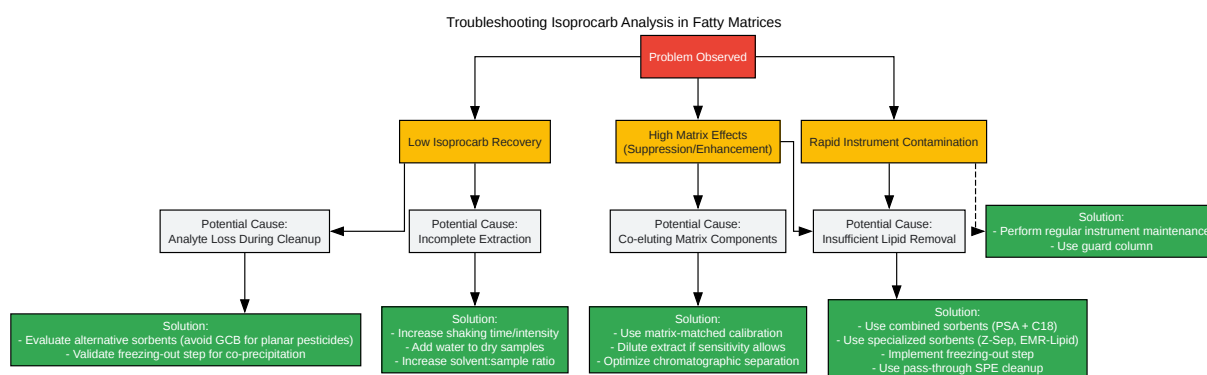 Troubleshooting Isoprocarb Analysis in Fatty Matrices
Problem Observed
Low Isoprocarb Recovery
High Matrix Effects
(Suppression/Enhancement)
Rapid Instrument Contamination
Potential Cause:
Analyte Loss During Cleanup
Potential Cause:
Incomplete Extraction
Potential Cause:
Co-eluting Matrix Components
Potential Cause:
Insufficient Lipid Removal
Solution:
- Perform regular instrument maintenance
- Use guard column
Solution:
- Evaluate alternative sorbents (avoid GCB for planar pesticides)
- Validate freezing-out step for co-precipitation
Solution:
- Increase shaking time/intensity
- Add water to dry samples
- Increase solvent:sample ratio
Solution:
- Use matrix-matched calibration
- Dilute extract if sensitivity allows
- Optimize chromatographic separation
Solution:
- Use combined sorbents (PSA + C18)
- Use specialized sorbents (Z-Sep, EMR-Lipid)
- Implement freezing-out step
- Use pass-through SPE cleanup